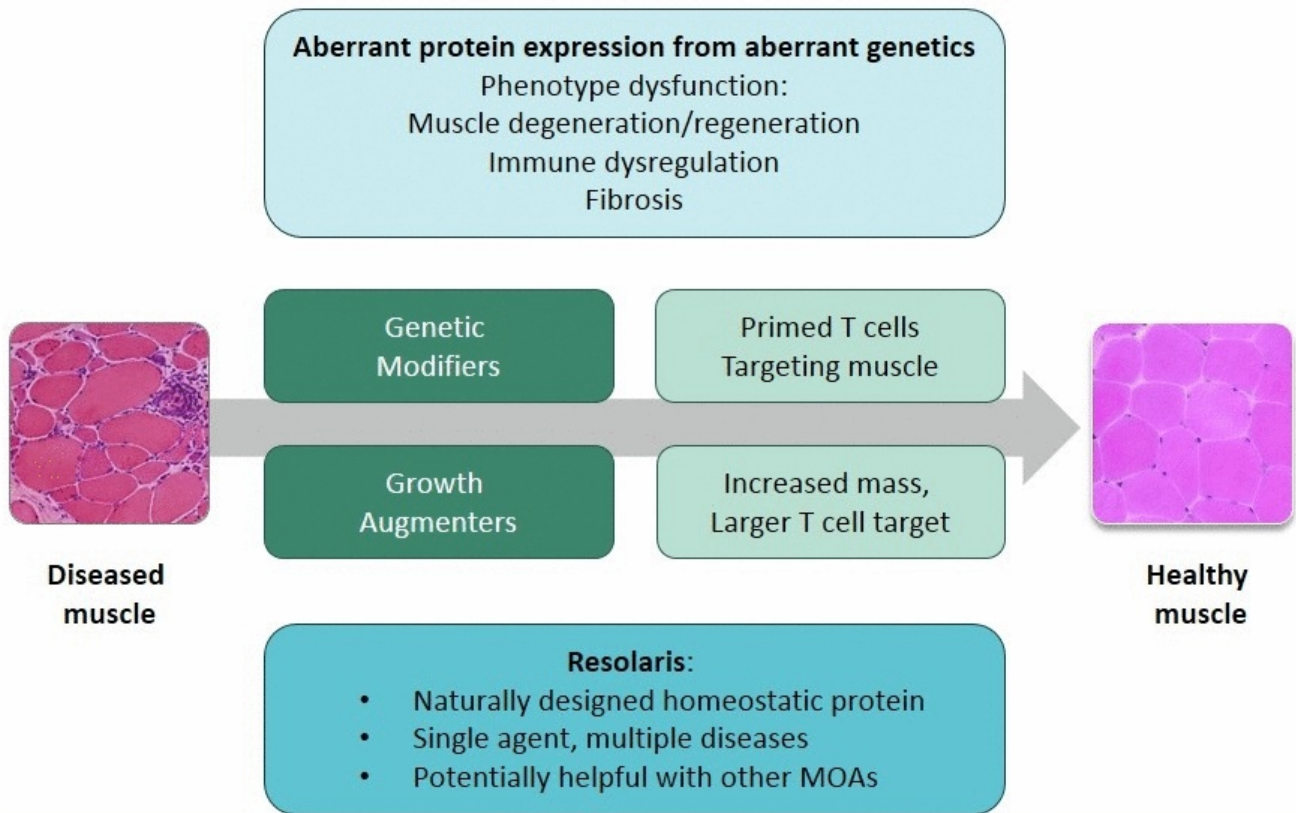 Aberrant protein expression from aberrant genetics
Phenotype dysfunction:
Muscle degeneration/regeneration
Immune dysregulation
Fibrosis
Genetic
Modifiers
Primed T cells
Targeting muscle
Growth
Augmenters
Increased mass,
Larger T cell target
Diseased
muscle
Healthy
muscle
Resolaris:
• Naturally designed homeostatic protein
• Single agent, multiple diseases
• Potentially helpful with other MOAs